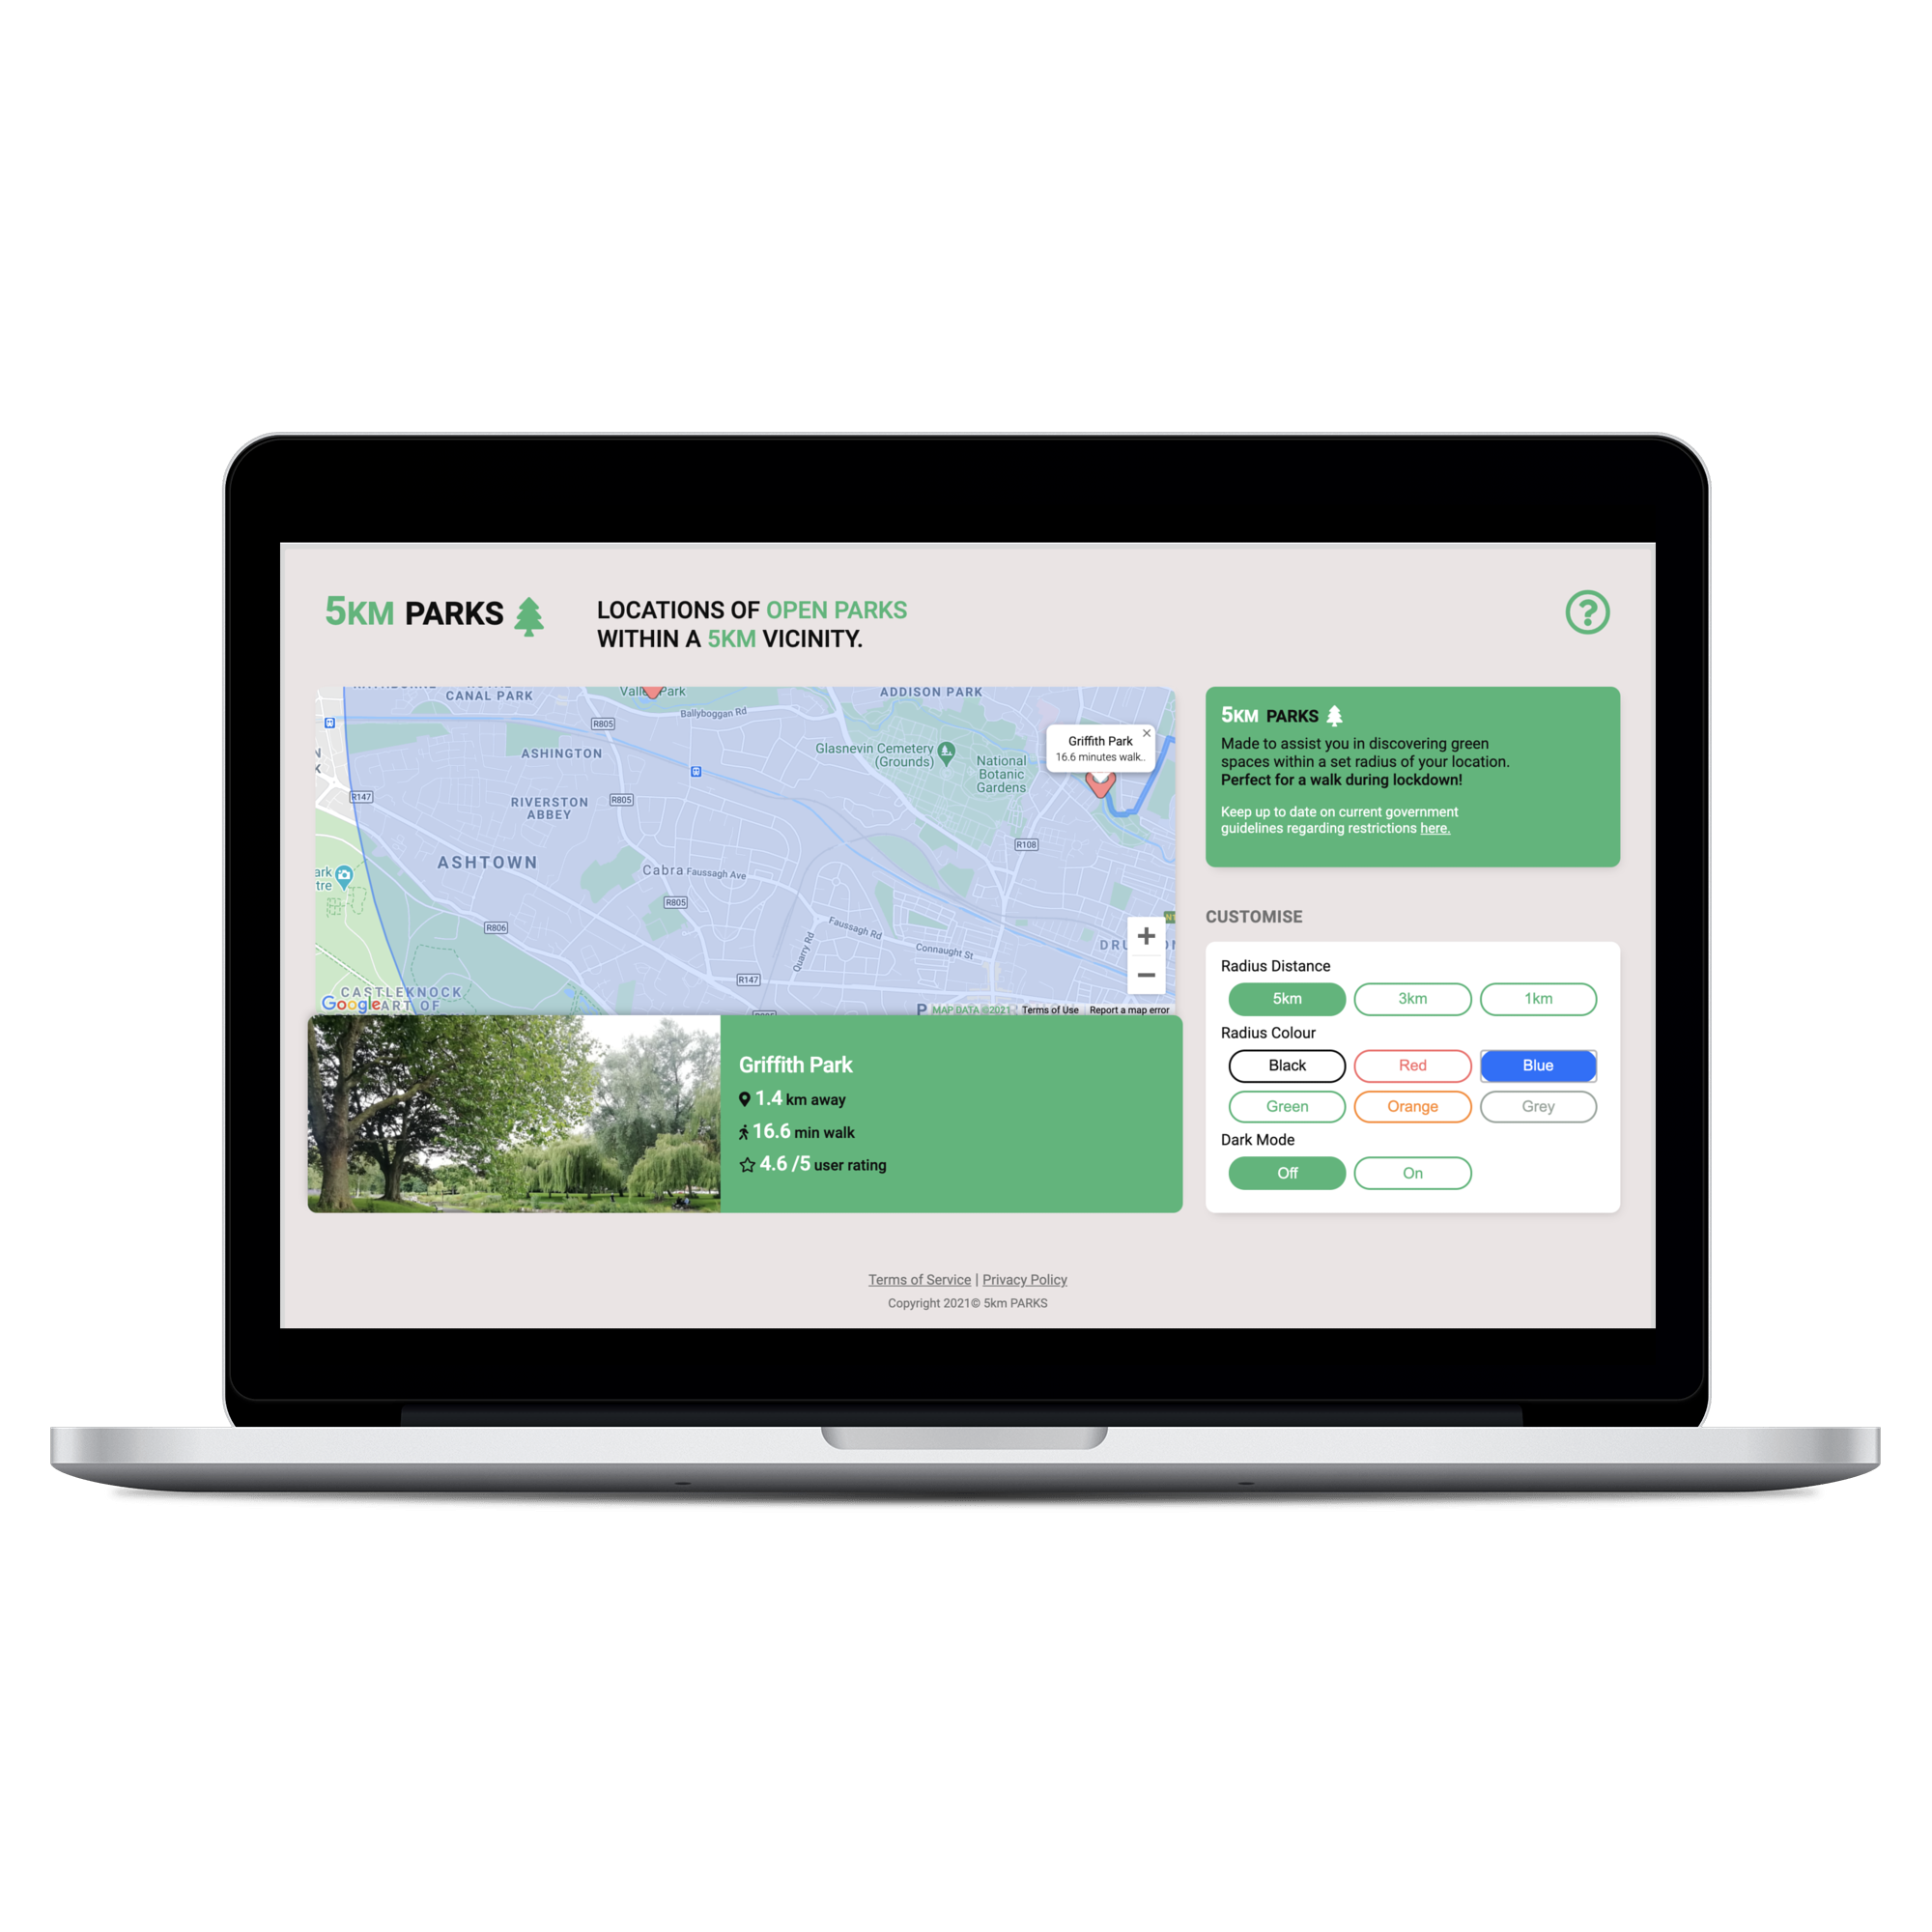 5KM PARKS
LOCATIONS OF OPEN PARKS
WITHIN A 5KM VICINITY.
CANAL PARK
Valley Park
ADDISON PARK
Ballyboggan Rd
R805
ASHINGTON
Glasnevin Cemetery
(Grounds)
National
Botanic
Gardens
Griffith Park
16.6 minutes walk..
R147
RIVERSTON
ABBEY
R805
R108
ASHTOWN
Cabra
Faussagh Ave
ark
tre
R805
R806
Faussagh Rd
Quarry Rd
Connaught St
DRU
R147
CASTLEKNOCK
ART OF
Google
P
MAP DATA ©2021
Terms of Use
Report a map error
Griffith Park
1.4 km away
16.6 min walk
4.6 /5 user rating
5KM PARKS
Made to assist you in discovering green
spaces within a set radius of your location.
Perfect for a walk during lockdown!
Keep up to date on current government
guidelines regarding restrictions here.
CUSTOMISE
Radius Distance
5km 3km 1km
Radius Colour
Black Red Blue
Green Orange Grey
Dark Mode
Off On
Terms of Service | Privacy Policy
Copyright 2021© 5km PARKS